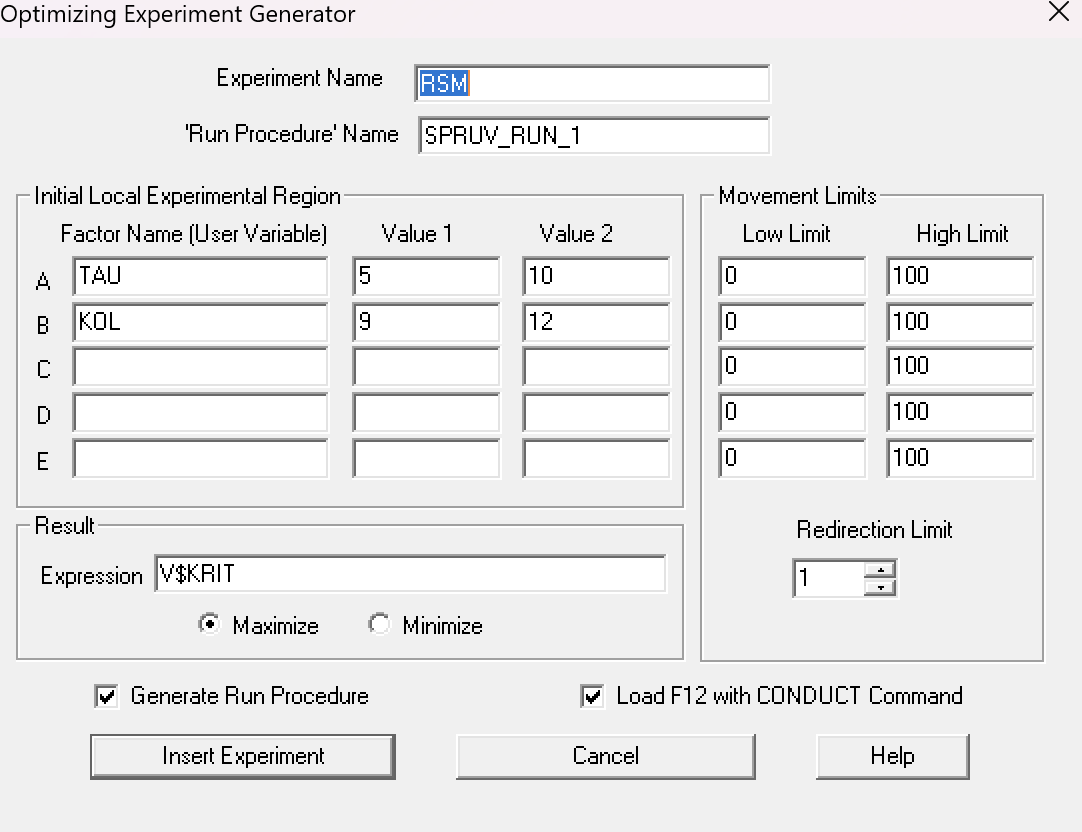 Optimizing Experiment Generator
Experiment Name RSM
'Run Procedure' Name SPRUV_RUN_1
Initial Local Experimental Region
Movement Limits
Factor Name (User Variable) Value 1 Value 2 Low Limit High Limit
A TAU 5 10 0 100
B KOL 9 12 0 100
C 0 100
D 0 100
E 0 100
Result
Redirection Limit
Expression V$KRIT 1
Maximize Minimize
Generate Run Procedure Load F12 with CONDUCT Command
Insert Experiment Cancel Help